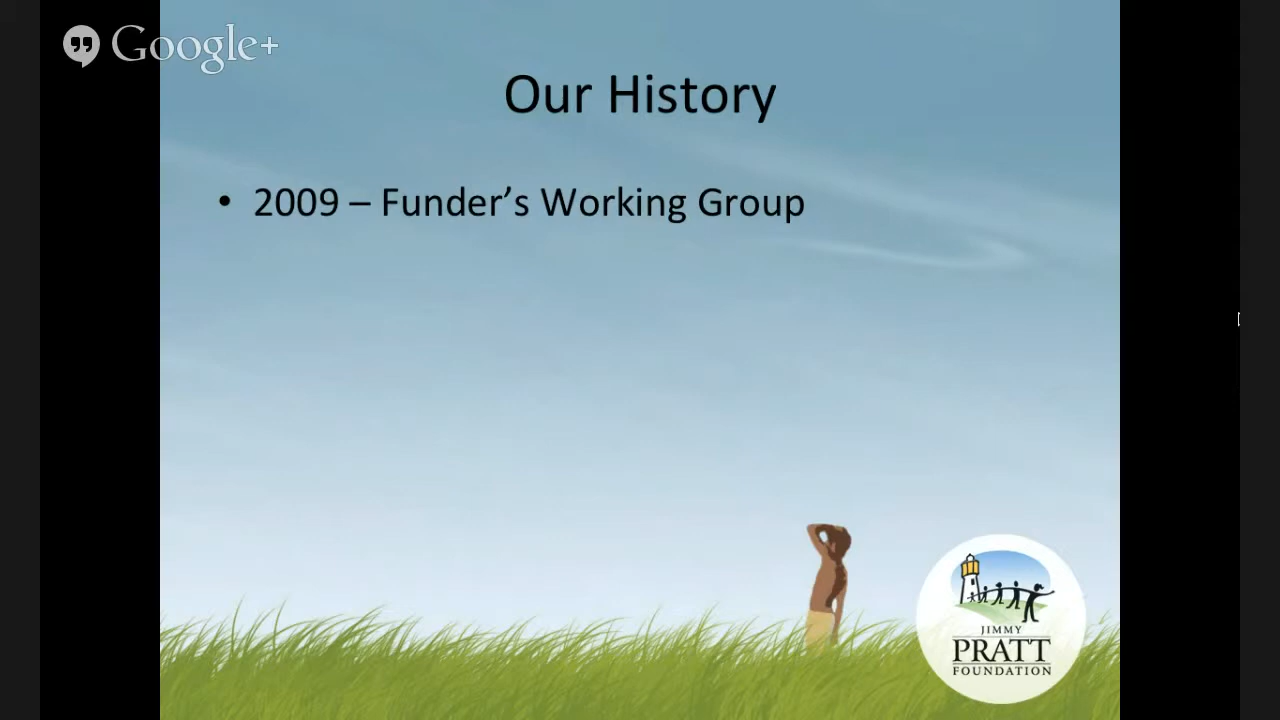 Google+
Our History
• 2009 – Funder's Working Group
JIMMY
PRATT
FOUNDATION